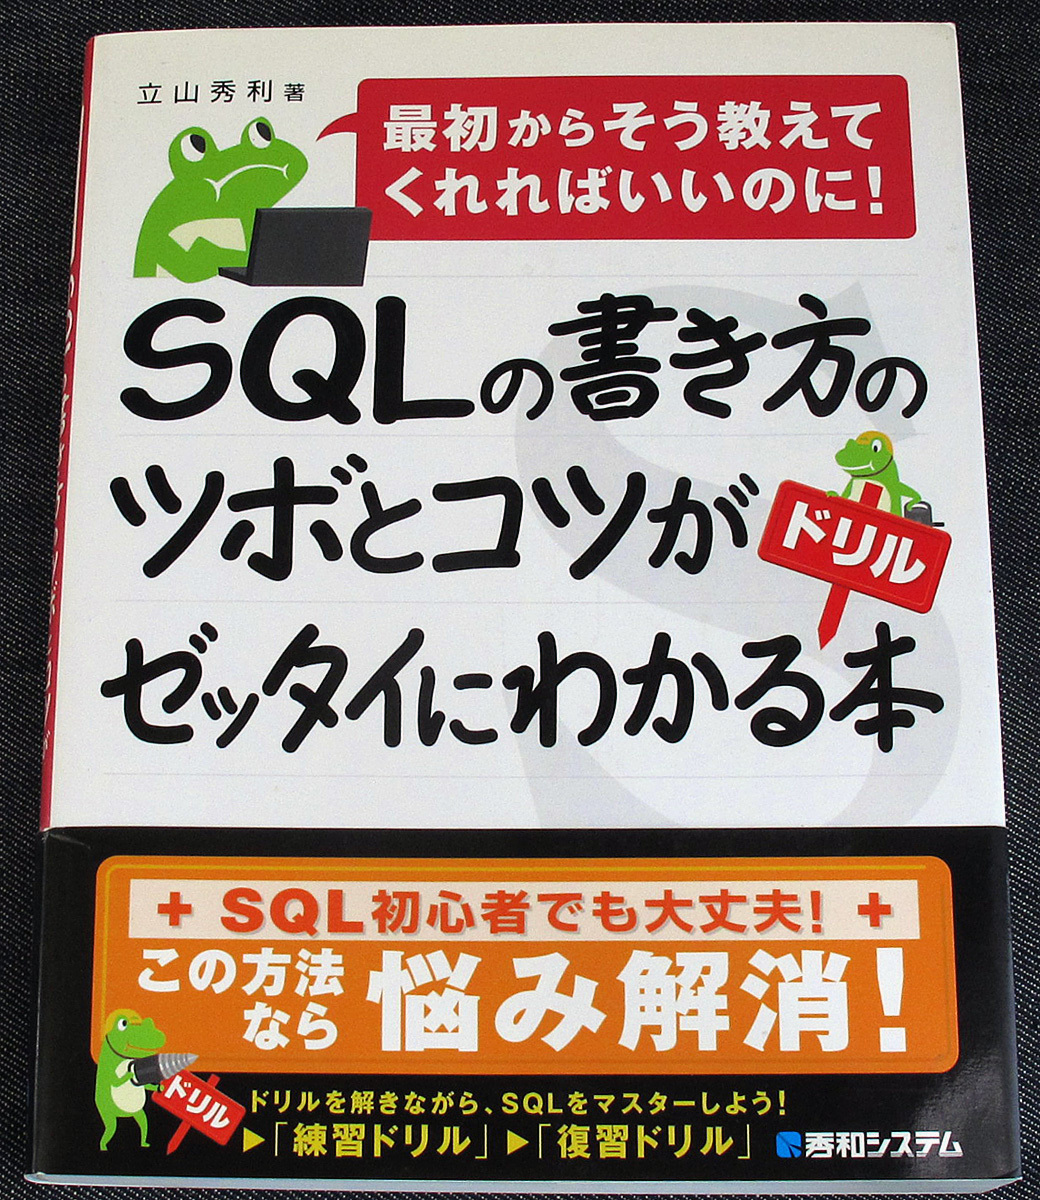 立山秀利著
最初からそう教えて
くれればいいのに!
SQLの書き方の
ツボとコツが
ドリル
ゼッタイにわかる本
+ SQL初心者でも大丈夫! +
この方法
なら
悩み解消!
ドリル
ドリルを解きながら、SQLをマスターしよう!
▶「練習ドリル」▶「復習ドリル」
秀和システム